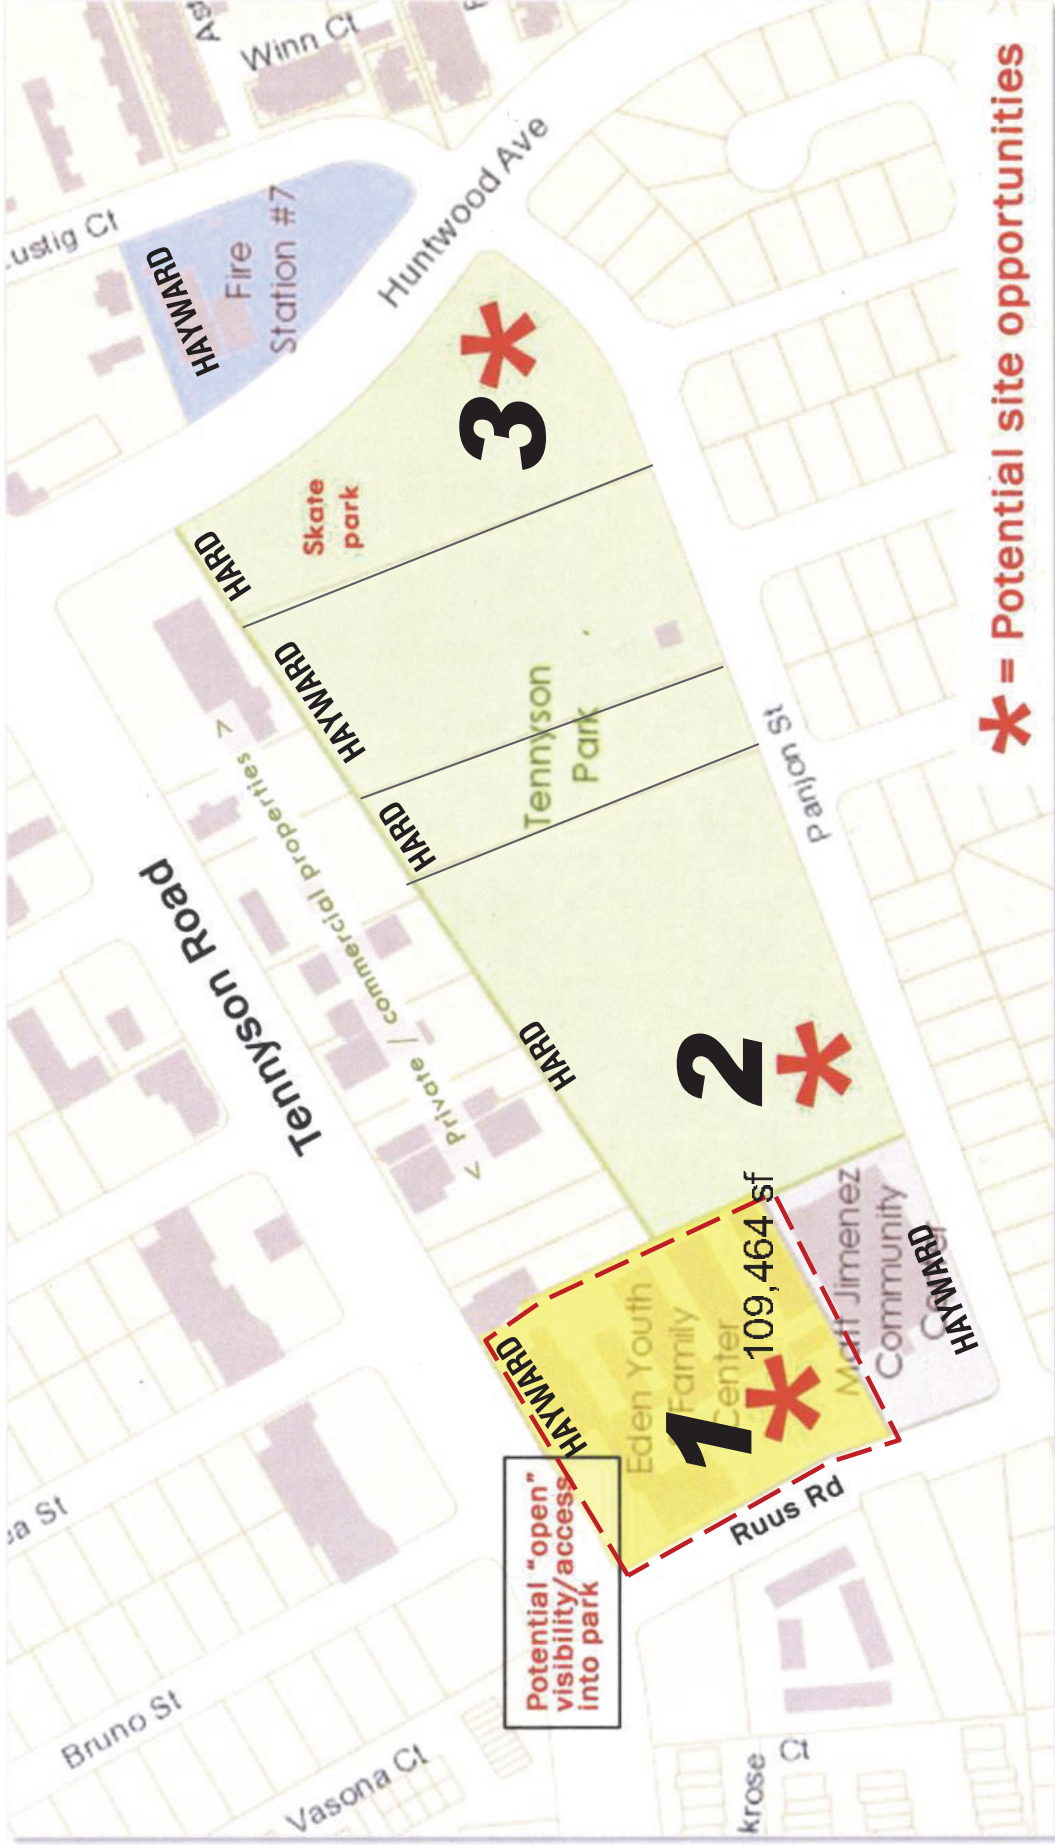 Bruno St
Vasona Ct
Tennyson Road
Winn Ct
HAYWARD
Fire
Station #7
Huntwood Ave
< Private / commercial properties >
HARD
HAYWARD
HARD
HARD
Skate
park
3
*
Tennyson
Park
2
*
Panjon St
Potential "open"
visibility/access
into park
HAYWARD
Eden Youth
Family
Center
109,464 sf
1
*
Ruus Rd
Matt Jimenez
Community
HAYWARD
Ct
* = Potential site opportunities